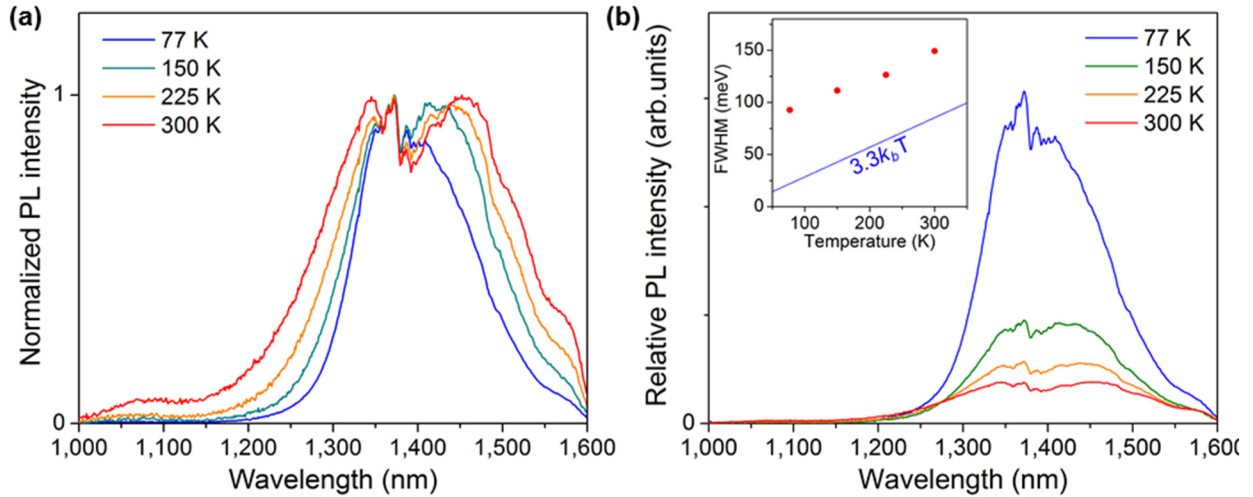 (a)
77 K
150 K
225 K
300 K
Normalized PL intensity
1
0
1,000 1,100 1,200 1,300 1,400 1,500 1,600
Wavelength (nm)
(b)
77 K
150 K
225 K
300 K
Relative PL intensity (arb.units)
0
1,000 1,100 1,200 1,300 1,400 1,500 1,60
Wavelength (nm)
FWHM (meV)
150
100
50
0
3.3k_bT
100 200 300
Temperature (K)